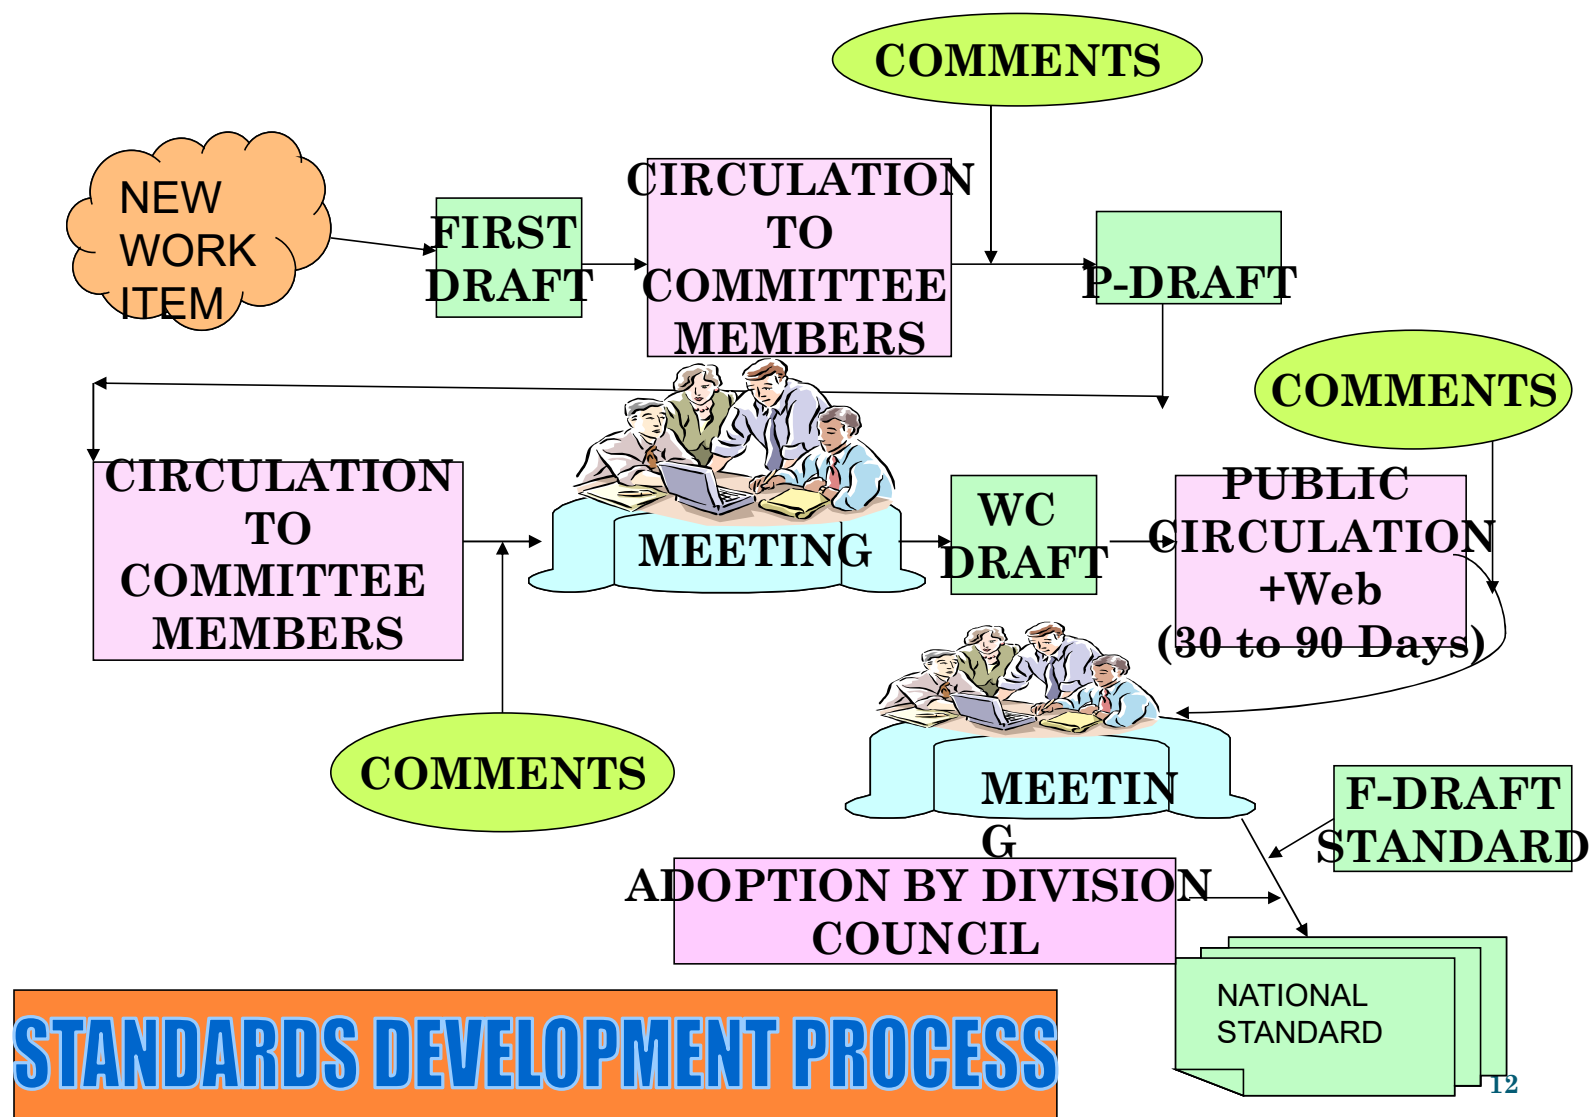 COMMENTS
NEW
WORK
ITEM
FIRST
DRAFT
CIRCULATION
TO
COMMITTEE
MEMBERS
P-DRAFT
COMMENTS
CIRCULATION
TO
COMMITTEE
MEMBERS
MEETING
WC
DRAFT
PUBLIC
CIRCULATION
+Web
(30 to 90 Days)
COMMENTS
MEETIN
G
F-DRAFT
STANDARD
ADOPTION BY DIVISION
COUNCIL
NATIONAL
STANDARD
STANDARDS DEVELOPMENT PROCESS
12